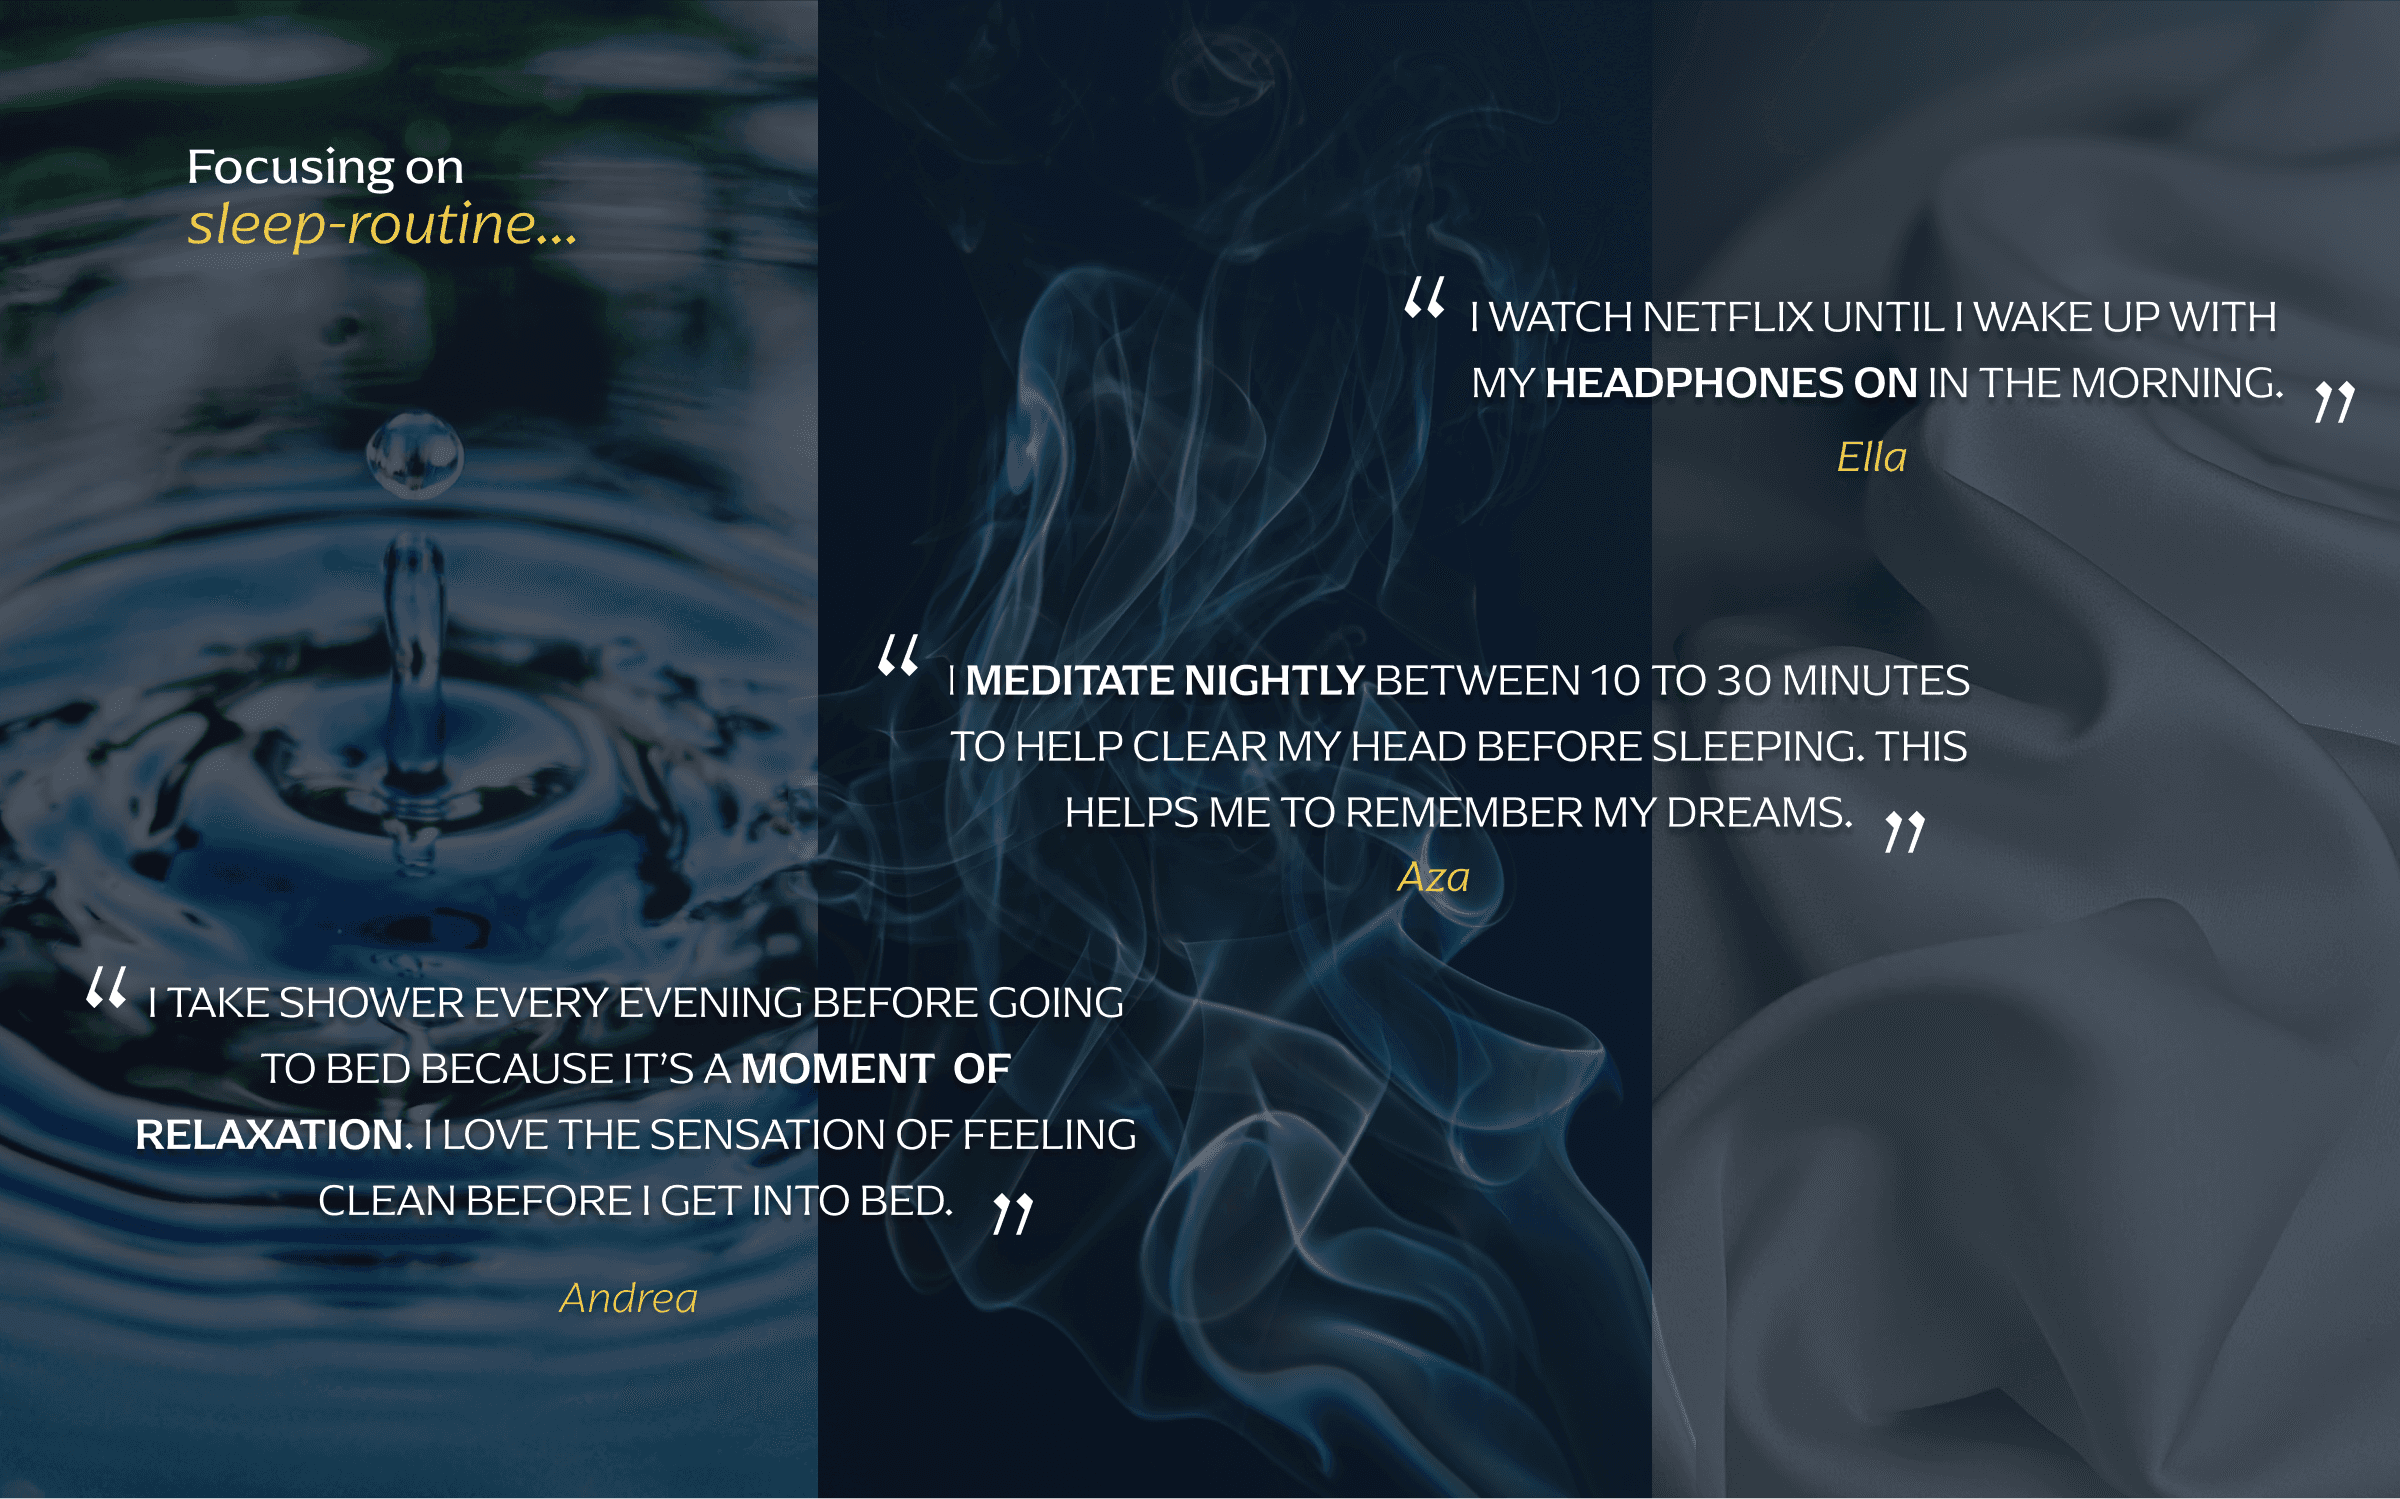 Focusing on
sleep-routine...
“ I WATCH NETFLIX UNTIL I WAKE UP WITH
MY HEADPHONES ON IN THE MORNING. ”
Ella
“ I MEDITATE NIGHTLY BETWEEN 10 TO 30 MINUTES
TO HELP CLEAR MY HEAD BEFORE SLEEPING. THIS
HELPS ME TO REMEMBER MY DREAMS. ”
Aza
“ I TAKE SHOWER EVERY EVENING BEFORE GOING
TO BED BECAUSE IT’S A MOMENT OF
RELAXATION. I LOVE THE SENSATION OF FEELING
CLEAN BEFORE I GET INTO BED. ”
Andrea